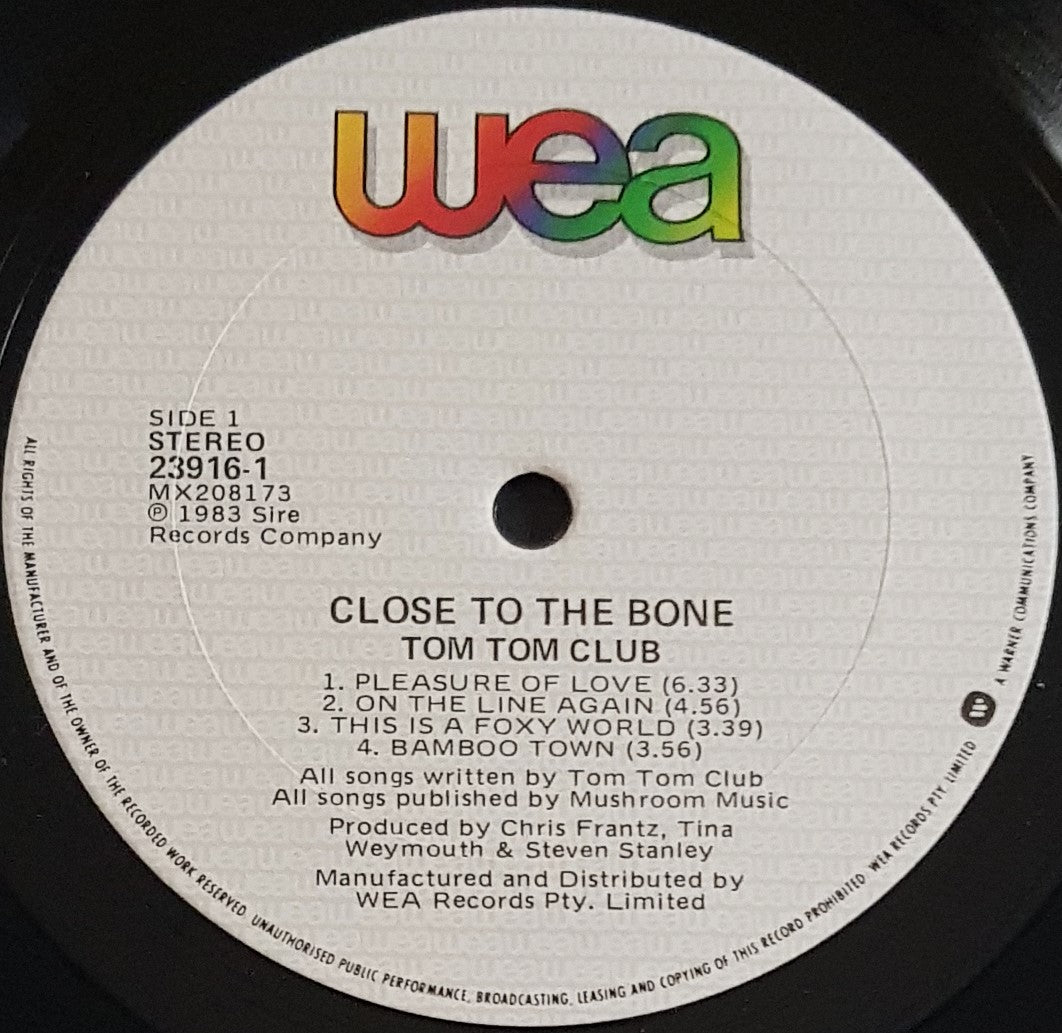 wea
SIDE 1
STEREO
23916-1
MX208173
℗ 1983 Sire
Records Company
CLOSE TO THE BONE
TOM TOM CLUB
1. PLEASURE OF LOVE (6.33)
2. ON THE LINE AGAIN (4.56)
3. THIS IS A FOXY WORLD (3.39)
4. BAMBOO TOWN (3.56)
All songs written by Tom Tom Club
All songs published by Mushroom Music
Produced by Chris Frantz, Tina
Weymouth & Steven Stanley
Manufactured and Distributed by
WEA Records Pty. Limited
ALL RIGHTS OF THE MANUFACTURER AND OF THE OWNER OF THE RECORDED WORK RESERVED. UNAUTHORISED PUBLIC PERFORMANCE, BROADCASTING, LEASING AND COPYING OF THIS RECORD PROHIBITED. WEA RECORDS PTY. LIMITED A WARNER COMMUNICATIONS COMPANY